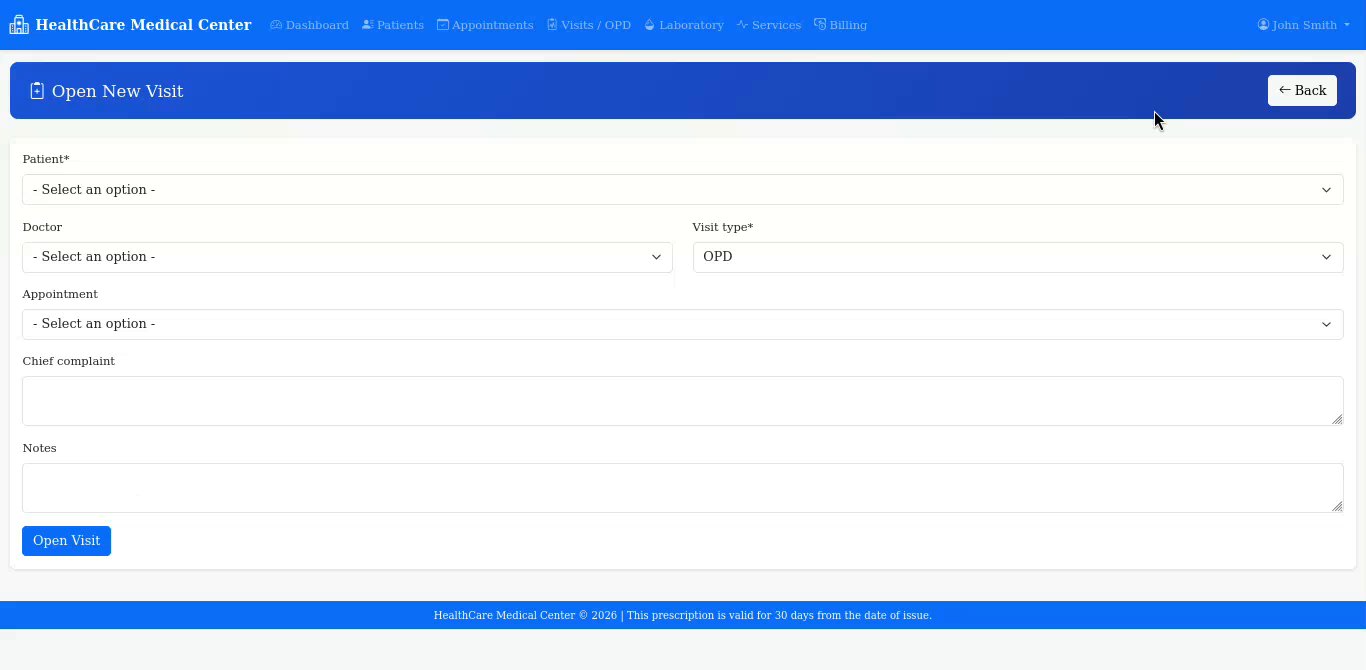 HealthCare Medical Center Dashboard Patients Appointments Visits / OPD Laboratory Services Billing John Smith
Open New Visit Back
Patient*
- Select an option -
Doctor Visit type*
- Select an option - OPD
Appointment
- Select an option -
Chief complaint
Notes
Open Visit
HealthCare Medical Center © 2026 | This prescription is valid for 30 days from the date of issue.